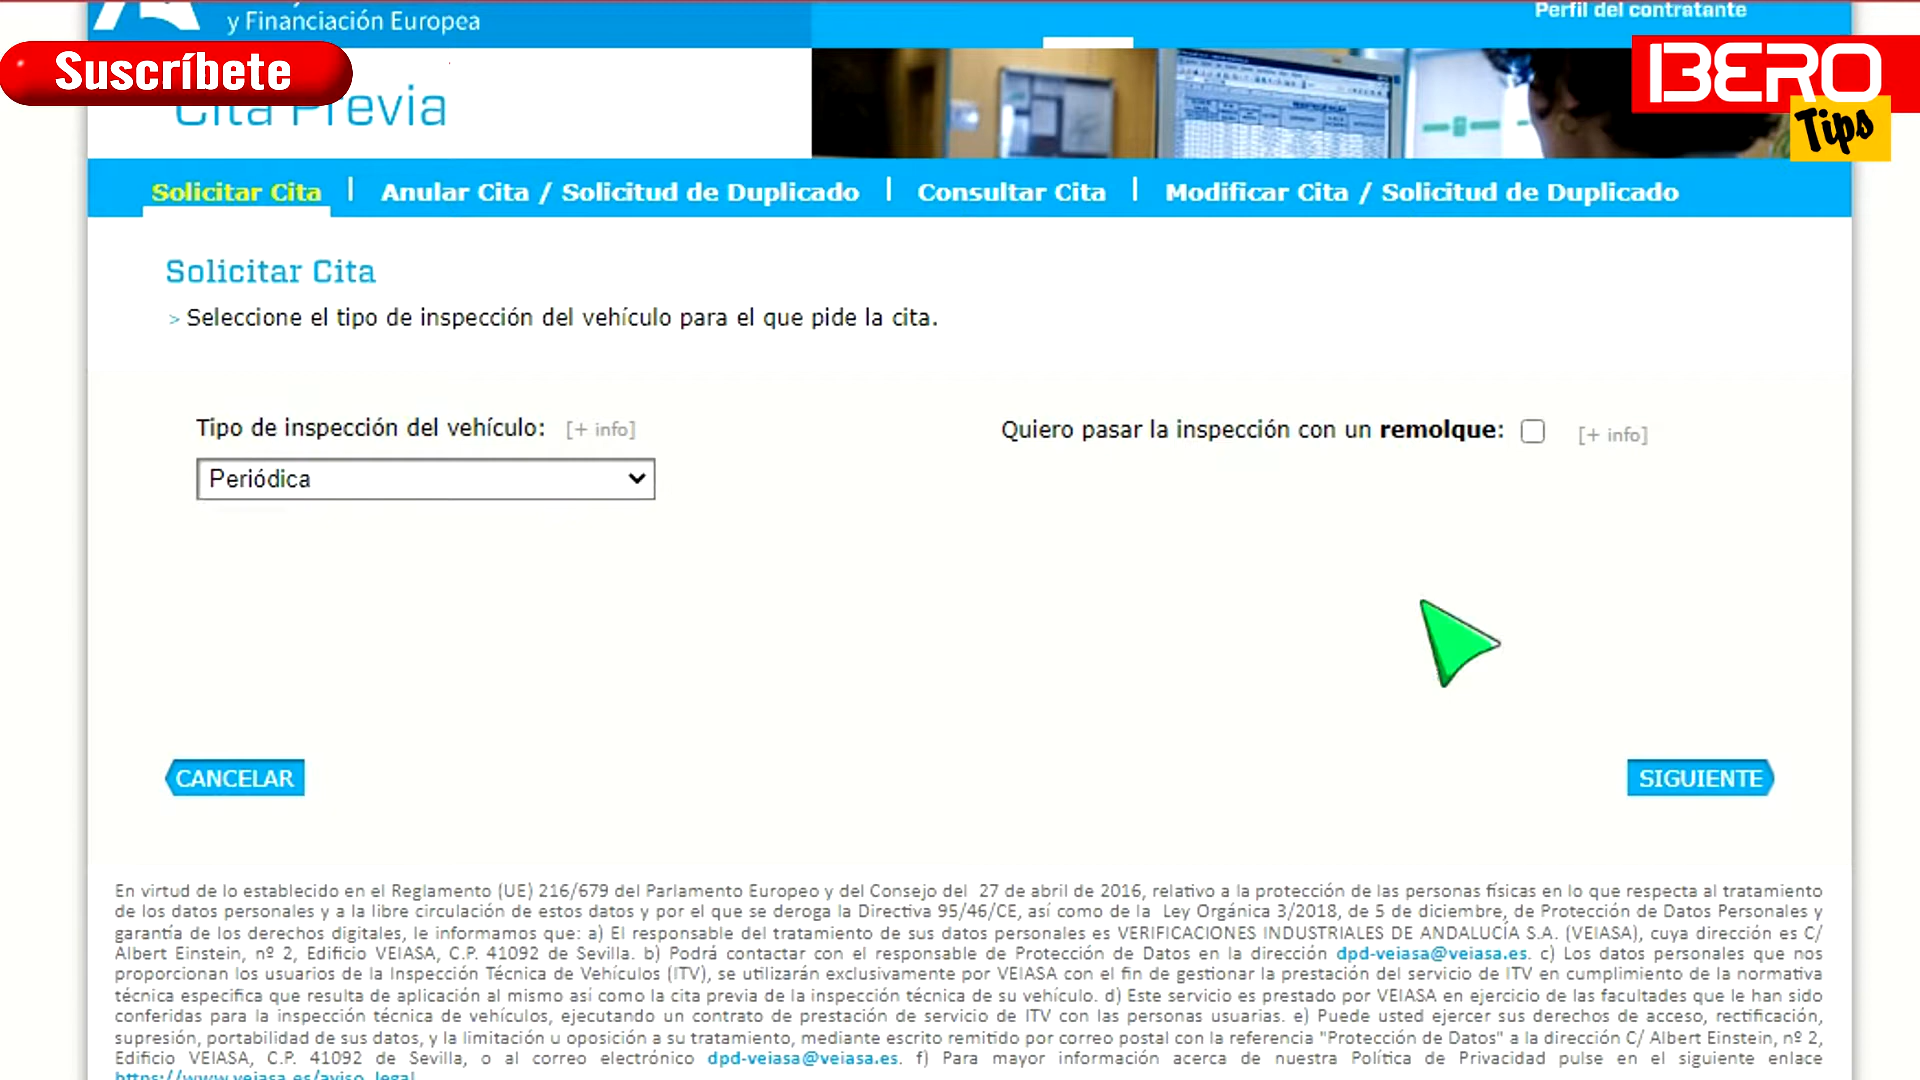 y Financiación Europea
Perfil del contratante
Suscríbete
BERO
Tips
Cita Previa
Solicitar Cita | Anular Cita / Solicitud de Duplicado | Consultar Cita | Modificar Cita / Solicitud de Duplicado
Solicitar Cita
> Seleccione el tipo de inspección del vehículo para el que pide la cita.
Tipo de inspección del vehículo: [+ info]
Quiero pasar la inspección con un remolque: [+ info]
Periódica
CANCELAR
SIGUIENTE
En virtud de lo establecido en el Reglamento (UE) 216/679 del Parlamento Europeo y del Consejo del 27 de abril de 2016, relativo a la protección de las personas físicas en lo que respecta al tratamiento
de los datos personales y a la libre circulación de estos datos y por el que se deroga la Directiva 95/46/CE, así como de la Ley Orgánica 3/2018, de 5 de diciembre, de Protección de Datos Personales y
garantía de los derechos digitales, le informamos que: a) El responsable del tratamiento de sus datos personales es VERIFICACIONES INDUSTRIALES DE ANDALUCÍA S.A. (VEIASA), cuya dirección es C/
Albert Einstein, nº 2, Edificio VEIASA, C.P. 41092 de Sevilla. b) Podrá contactar con el responsable de Protección de Datos en la dirección dpd-veiasa@veiasa.es. c) Los datos personales que nos
proporcionan los usuarios de la Inspección Técnica de Vehículos (ITV), se utilizarán exclusivamente por VEIASA con el fin de gestionar la prestación del servicio de ITV en cumplimiento de la normativa
técnica especifica que resulta de aplicación al mismo así como la cita previa de la inspección técnica de su vehículo. d) Este servicio es prestado por VEIASA en ejercicio de las facultades que le han sido
conferidas para la inspección técnica de vehículos, ejecutando un contrato de prestación de servicio de ITV con las personas usuarias. e) Puede usted ejercer sus derechos de acceso, rectificación,
supresión, portabilidad de sus datos, y la limitación u oposición a su tratamiento, mediante escrito remitido por correo postal con la referencia "Protección de Datos" a la dirección C/ Albert Einstein, nº 2,
Edificio VEIASA, C.P. 41092 de Sevilla, o al correo electrónico dpd-veiasa@veiasa.es. f) Para mayor información acerca de nuestra Política de Privacidad pulse en el siguiente enlace
https://www.veiasa.es/aviso_legal